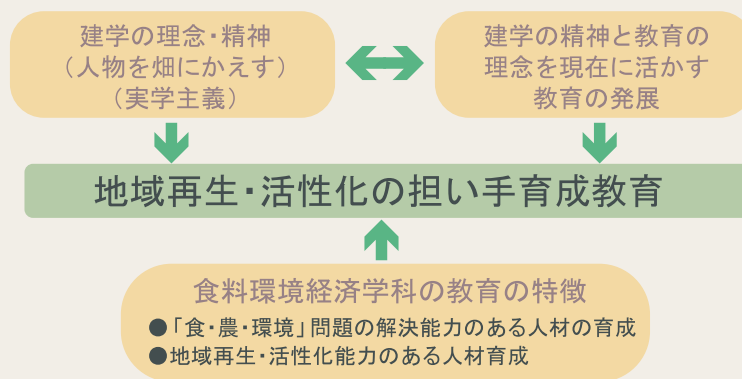 建学の理念・精神
（人物を畑にかえす）
（実学主義）
建学の精神と教育の
理念を現在に活かす
教育の発展
地域再生・活性化の担い手育成教育
食料環境経済学科の教育の特徴
●「食・農・環境」問題の解決能力のある人材の育成
●地域再生・活性化能力のある人材育成